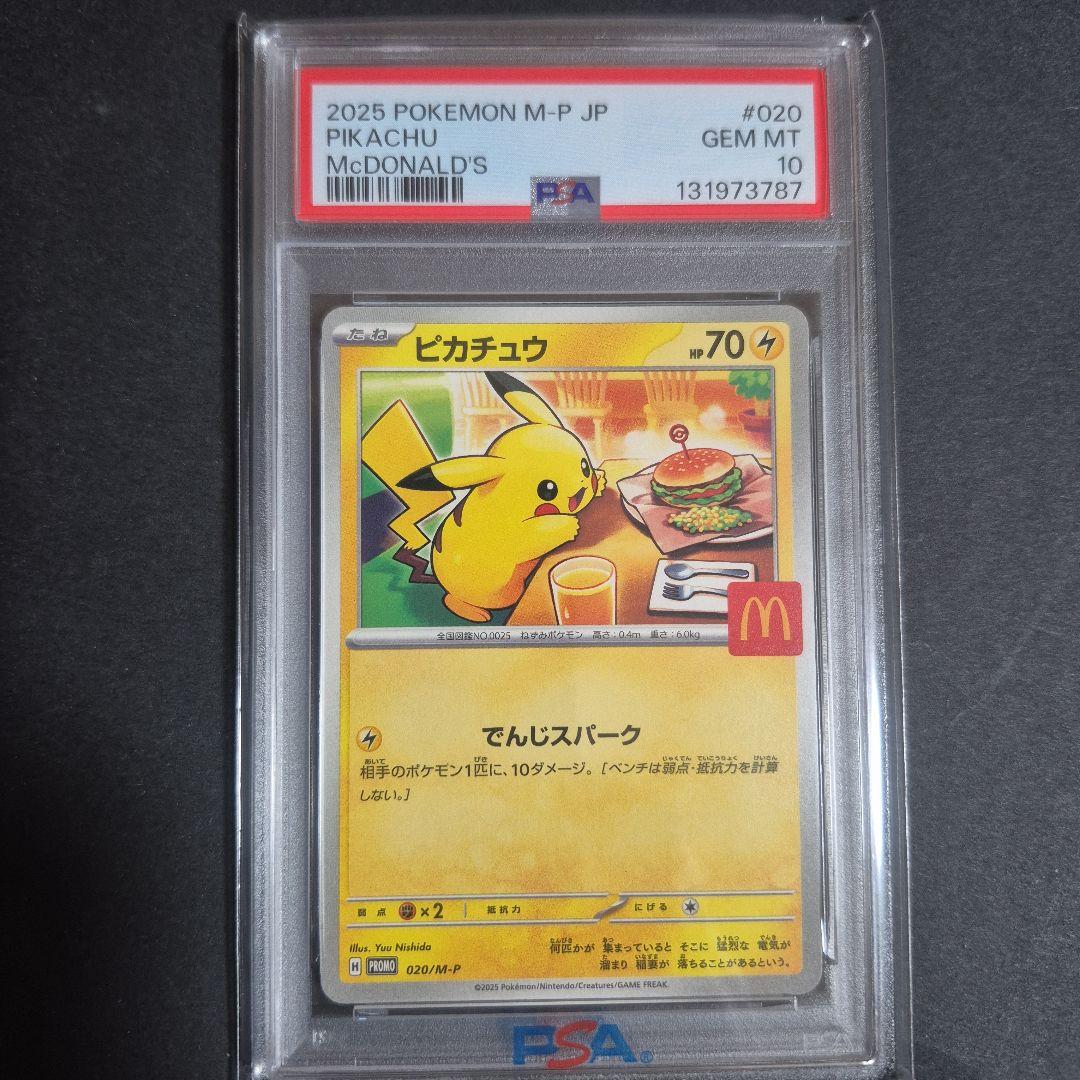 2025 POKEMON M-P JP #020
PIKACHU GEM MT
McDONALD'S 10
PSA 131973787
たね ピカチュウ HP70
全国図鑑NO.0025 ねずみポケモン 高さ:0.4m 重さ:6.0kg
でんじスパーク
相手のポケモン1匹に、10ダメージ。[ベンチは弱点・抵抗力を計算
しない。]
弱点 ×2 抵抗力 にげる
Illus. Yuu Nishida 何匹かが 集まっていると そこに 猛烈な 電気が
溜まり 稲妻が 落ちることがあるという。
H PROMO 020/M-P
©2025 Pokémon/Nintendo/Creatures/GAME FREAK.
PSA®